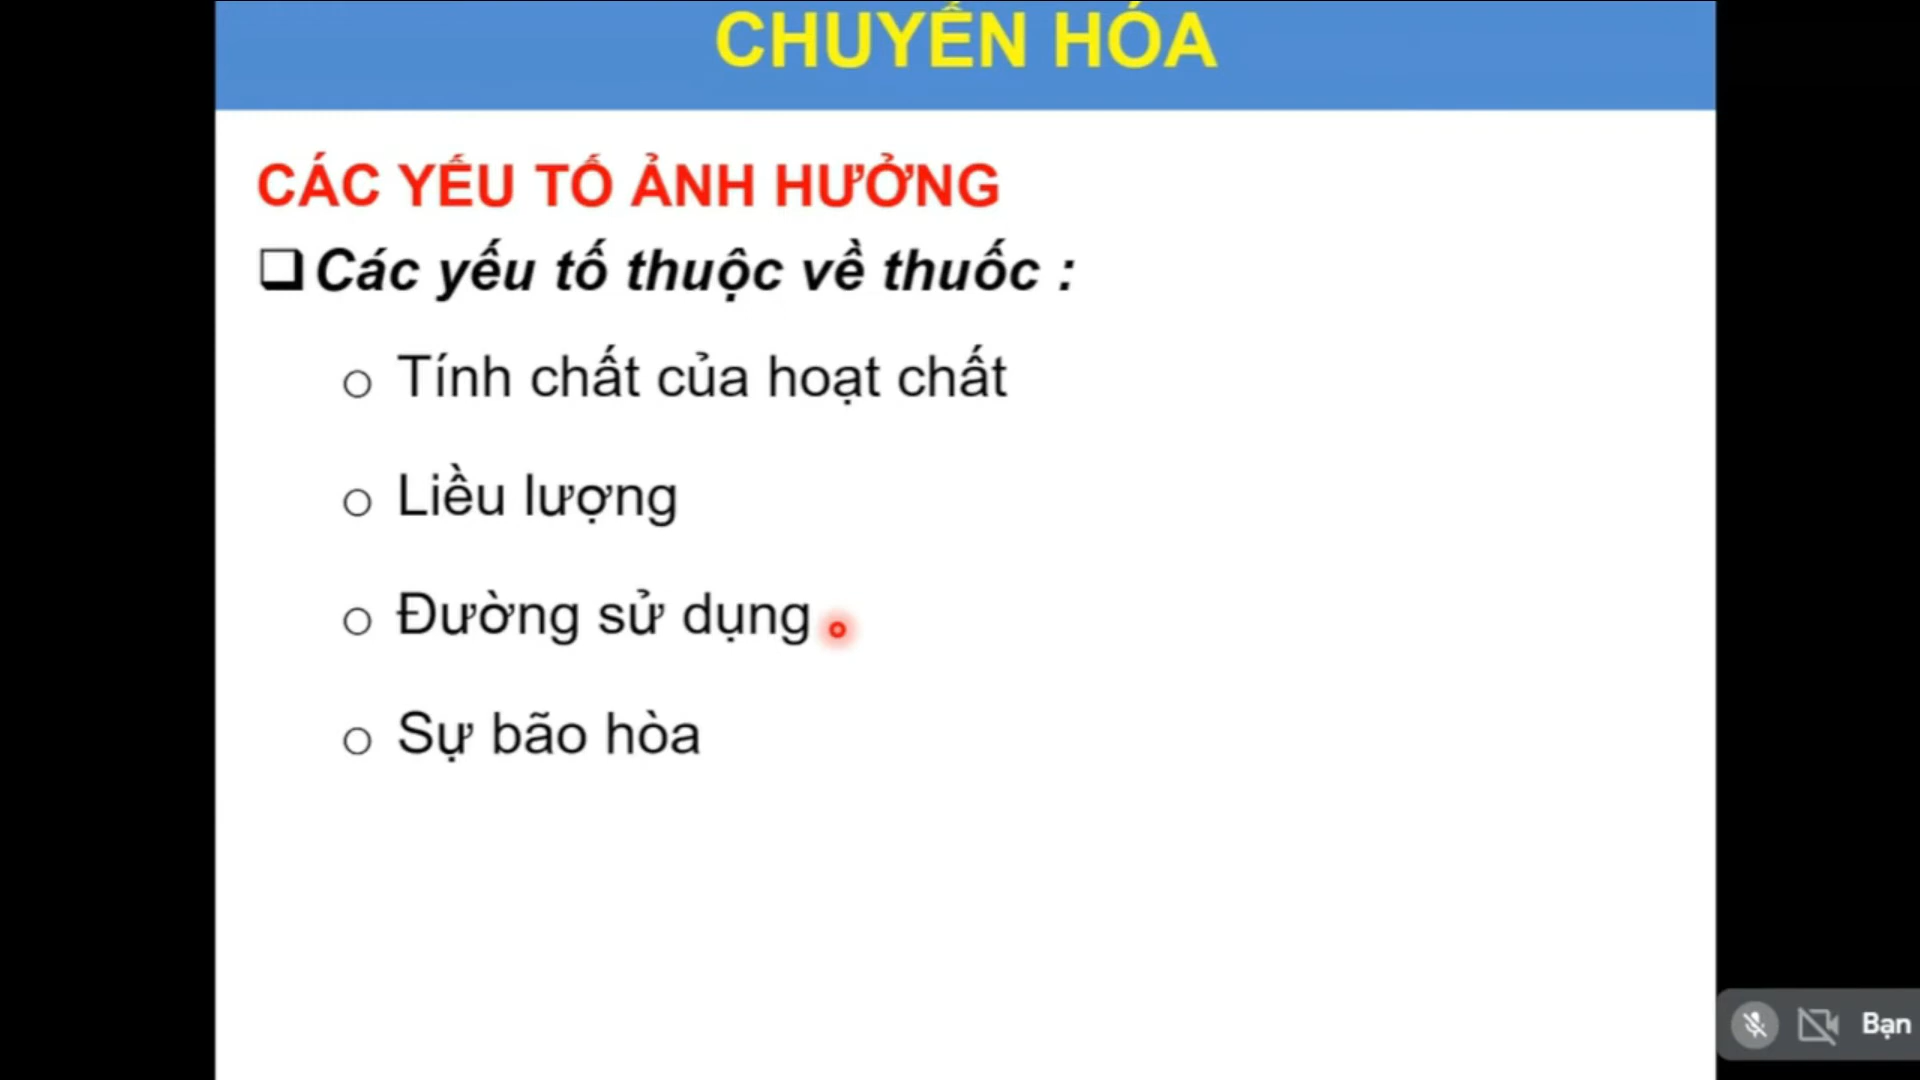 CHUYỂN HÓA
CÁC YẾU TỐ ẢNH HƯỞNG
Các yếu tố thuộc về thuốc :
Tính chất của hoạt chất
Liều lượng
Đường sử dụng
Sự bão hòa
Bạn